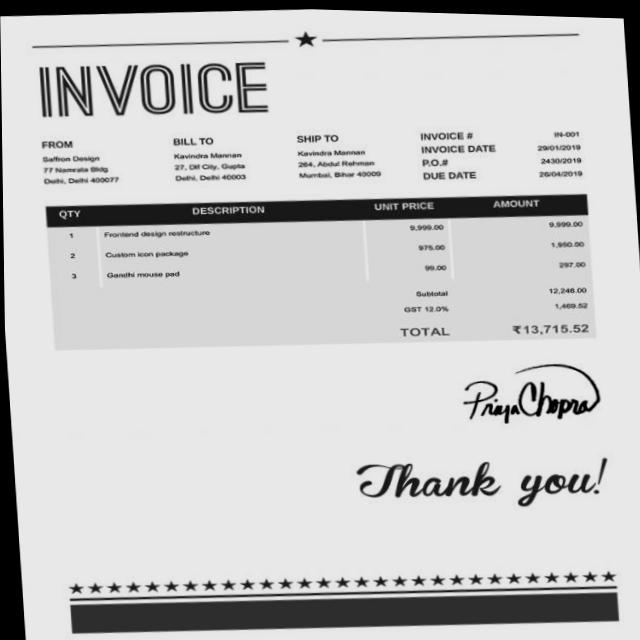 INVOICE
FROM
Saffron Design
77 Namrata Bldg
Delhi, Delhi 400077
BILL TO
Kavindra Mannan
27, Dlf City, Gupta
Delhi, Delhi 40003
SHIP TO
Kavindra Mannan
264, Abdul Rehman
Mumbai, Bihar 40009
INVOICE # IN-001
INVOICE DATE 29/01/2019
P.O.# 2430/2019
DUE DATE 26/04/2019
QTY DESCRIPTION UNIT PRICE AMOUNT
1 Frontend design restructure 9,999.00 9,999.00
2 Custom icon package 975.00 1,950.00
3 Gandhi mouse pad 99.00 297.00
Subtotal 12,246.00
GST 12.0% 1,469.52
TOTAL ₹13,715.52
Priya Chopra
Thank you!